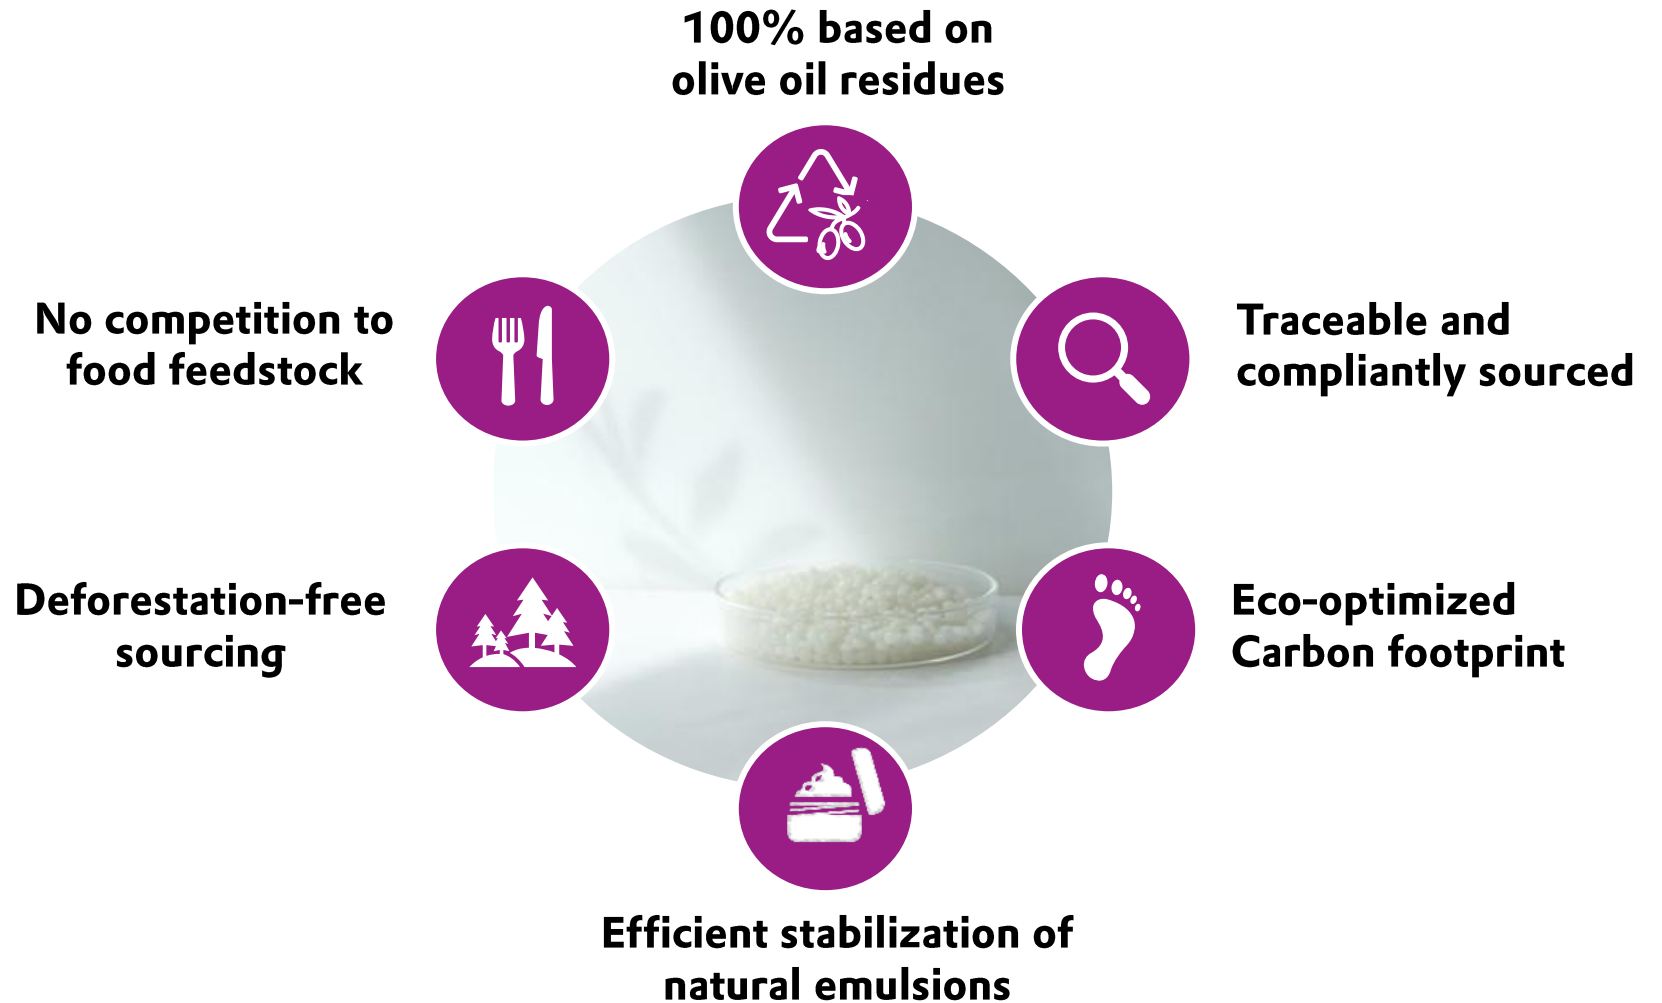 100% based on
olive oil residues
No competition to
food feedstock
Traceable and
compliantly sourced
Deforestation-free
sourcing
Eco-optimized
Carbon footprint
Efficient stabilization of
natural emulsions